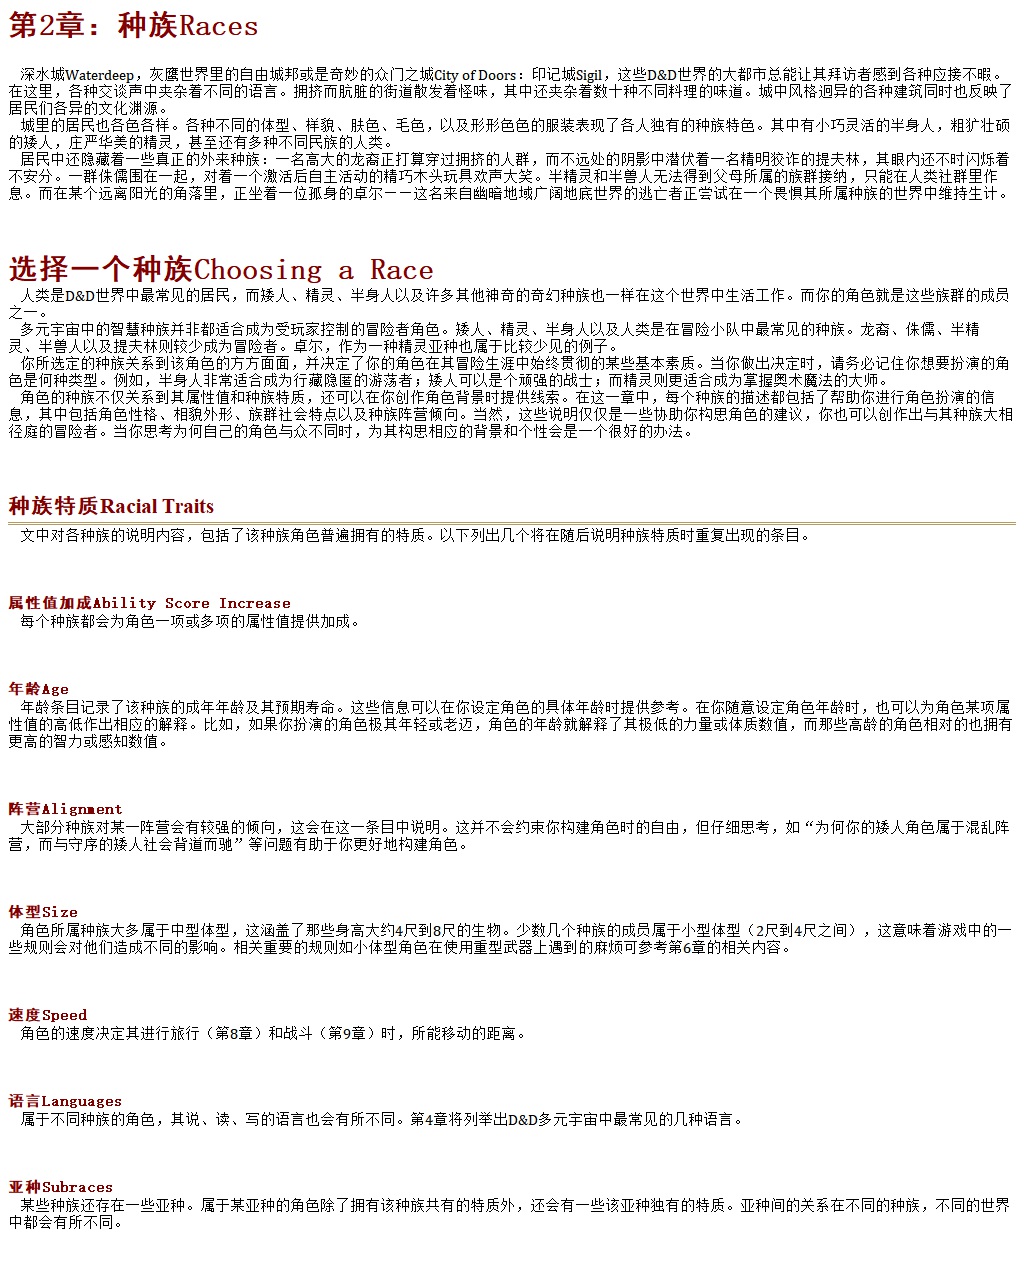 第2章：种族Races
深水城Waterdeep，灰鹰世界里的自由城邦或是奇妙的众门之城City of Doors：印记城Sigil，这些D&D世界的大都市总能让其拜访者感到各种应接不暇。
在这里，各种交谈声中夹杂着不同的语言。拥挤而肮脏的街道散发着怪味，其中还夹杂着数十种不同料理的味道。城中风格迥异的各种建筑同时也反映了
居民们各异的文化渊源。
城里的居民也各色各样。各种不同的体型、样貌、肤色、毛色，以及形形色色的服装表现了各人独有的种族特色。其中有小巧灵活的半身人，粗犷壮硕
的矮人，庄严华美的精灵，甚至还有多种不同民族的人类。
居民中还隐藏着一些真正的外来种族：一名高大的龙裔正打算穿过拥挤的人群，而不远处的阴影中潜伏着一名精明狡诈的提夫林，其眼内还不时闪烁着
不安分。一群侏儒围在一起，对着一个激活后自主活动的精巧木头玩具欢声大笑。半精灵和半兽人无法得到父母所属的族群接纳，只能在人类社群里作
息。而在某个远离阳光的角落里，正坐着一位孤身的卓尔－－这名来自幽暗地域广阔地底世界的逃亡者正尝试在一个畏惧其所属种族的世界中维持生计。
选择一个种族Choosing a Race
人类是D&D世界中最常见的居民，而矮人、精灵、半身人以及许多其他神奇的奇幻种族也一样在这个世界中生活工作。而你的角色就是这些族群的成员
之一。
多元宇宙中的智慧种族并非都适合成为受玩家控制的冒险者角色。矮人、精灵、半身人以及人类是在冒险小队中最常见的种族。龙裔、侏儒、半精
灵、半兽人以及提夫林则较少成为冒险者。卓尔，作为一种精灵亚种也属于比较少见的例子。
你所选定的种族关系到该角色的方方面面，并决定了你的角色在其冒险生涯中始终贯彻的某些基本素质。当你做出决定时，请务必记住你想要扮演的角
色是何种类型。例如，半身人非常适合成为行藏隐匿的游荡者；矮人可以是个顽强的战士；而精灵则更适合成为掌握奥术魔法的大师。
角色的种族不仅关系到其属性值和种族特质，还可以在你创作角色背景时提供线索。在这一章中，每个种族的描述都包括了帮助你进行角色扮演的信
息，其中包括角色性格、相貌外形、族群社会特点以及种族阵营倾向。当然，这些说明仅仅是一些协助你构思角色的建议，你也可以创作出与其种族大相
径庭的冒险者。当你思考为何自己的角色与众不同时，为其构思相应的背景和个性会是一个很好的办法。
种族特质Racial Traits
文中对各种族的说明内容，包括了该种族角色普遍拥有的特质。以下列出几个将在随后说明种族特质时重复出现的条目。
属性值加成Ability Score Increase
每个种族都会为角色一项或多项的属性值提供加成。
年龄Age
年龄条目记录了该种族的成年年龄及其预期寿命。这些信息可以在你设定角色的具体年龄时提供参考。在你随意设定角色年龄时，也可以为角色某项属
性值的高低作出相应的解释。比如，如果你扮演的角色极其年轻或老迈，角色的年龄就解释了其极低的力量或体质数值，而那些高龄的角色相对的也拥有
更高的智力或感知数值。
阵营Alignment
大部分种族对某一阵营会有较强的倾向，这会在这一条目中说明。这并不会约束你构建角色时的自由，但仔细思考，如“为何你的矮人角色属于混乱阵
营，而与守序的矮人社会背道而驰”等问题有助于你更好地构建角色。
体型Size
角色所属种族大多属于中型体型，这涵盖了那些身高大约4尺到8尺的生物。少数几个种族的成员属于小型体型（2尺到4尺之间），这意味着游戏中的一
些规则会对他们造成不同的影响。相关重要的规则如小体型角色在使用重型武器上遇到的麻烦可参考第6章的相关内容。
速度Speed
角色的速度决定其进行旅行（第8章）和战斗（第9章）时，所能移动的距离。
语言Languages
属于不同种族的角色，其说、读、写的语言也会有所不同。第4章将列举出D&D多元宇宙中最常见的几种语言。
亚种Subraces
某些种族还存在一些亚种。属于某亚种的角色除了拥有该种族共有的特质外，还会有一些该亚种独有的特质。亚种间的关系在不同的种族，不同的世界
中都会有所不同。